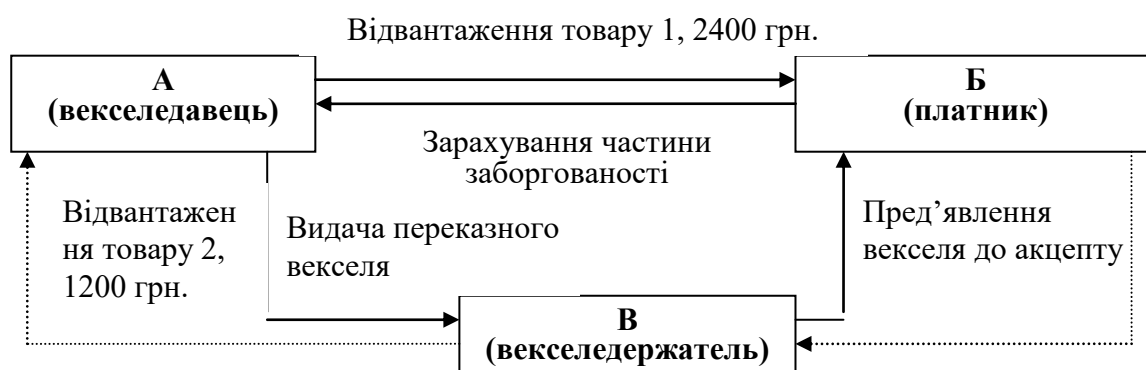 Відвантаження товару 1, 2400 грн.
А
(векселедавець)
Б
(платник)
Зарахування частини
заборгованості
Відвантажен
ня товару 2,
1200 грн.
Видача переказного
векселя
Пред’явлення
векселя до акцепту
В
(векселедержатель)